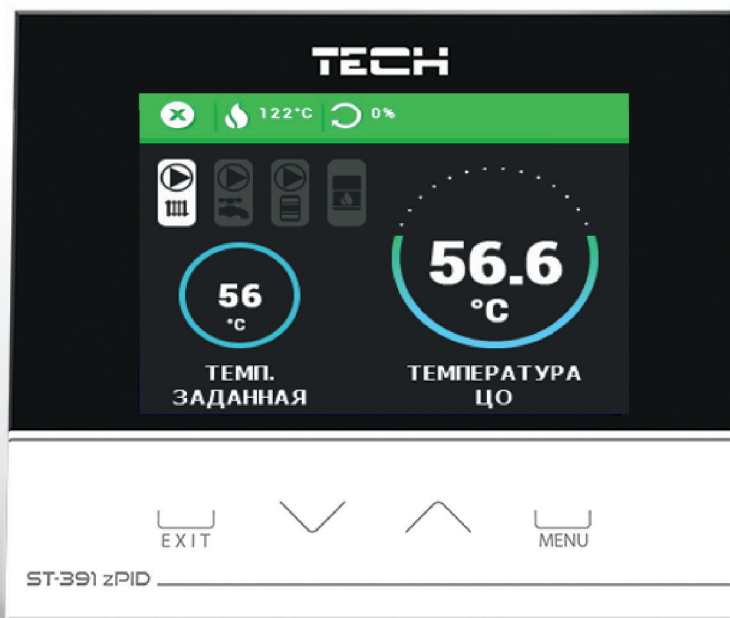 TECH
122°C 0%
56
°C
56.6
°C
ТЕМП.
ЗАДАННАЯ
ТЕМПЕРАТУРА
ЦО
EXIT
MENU
ST-391 zPID